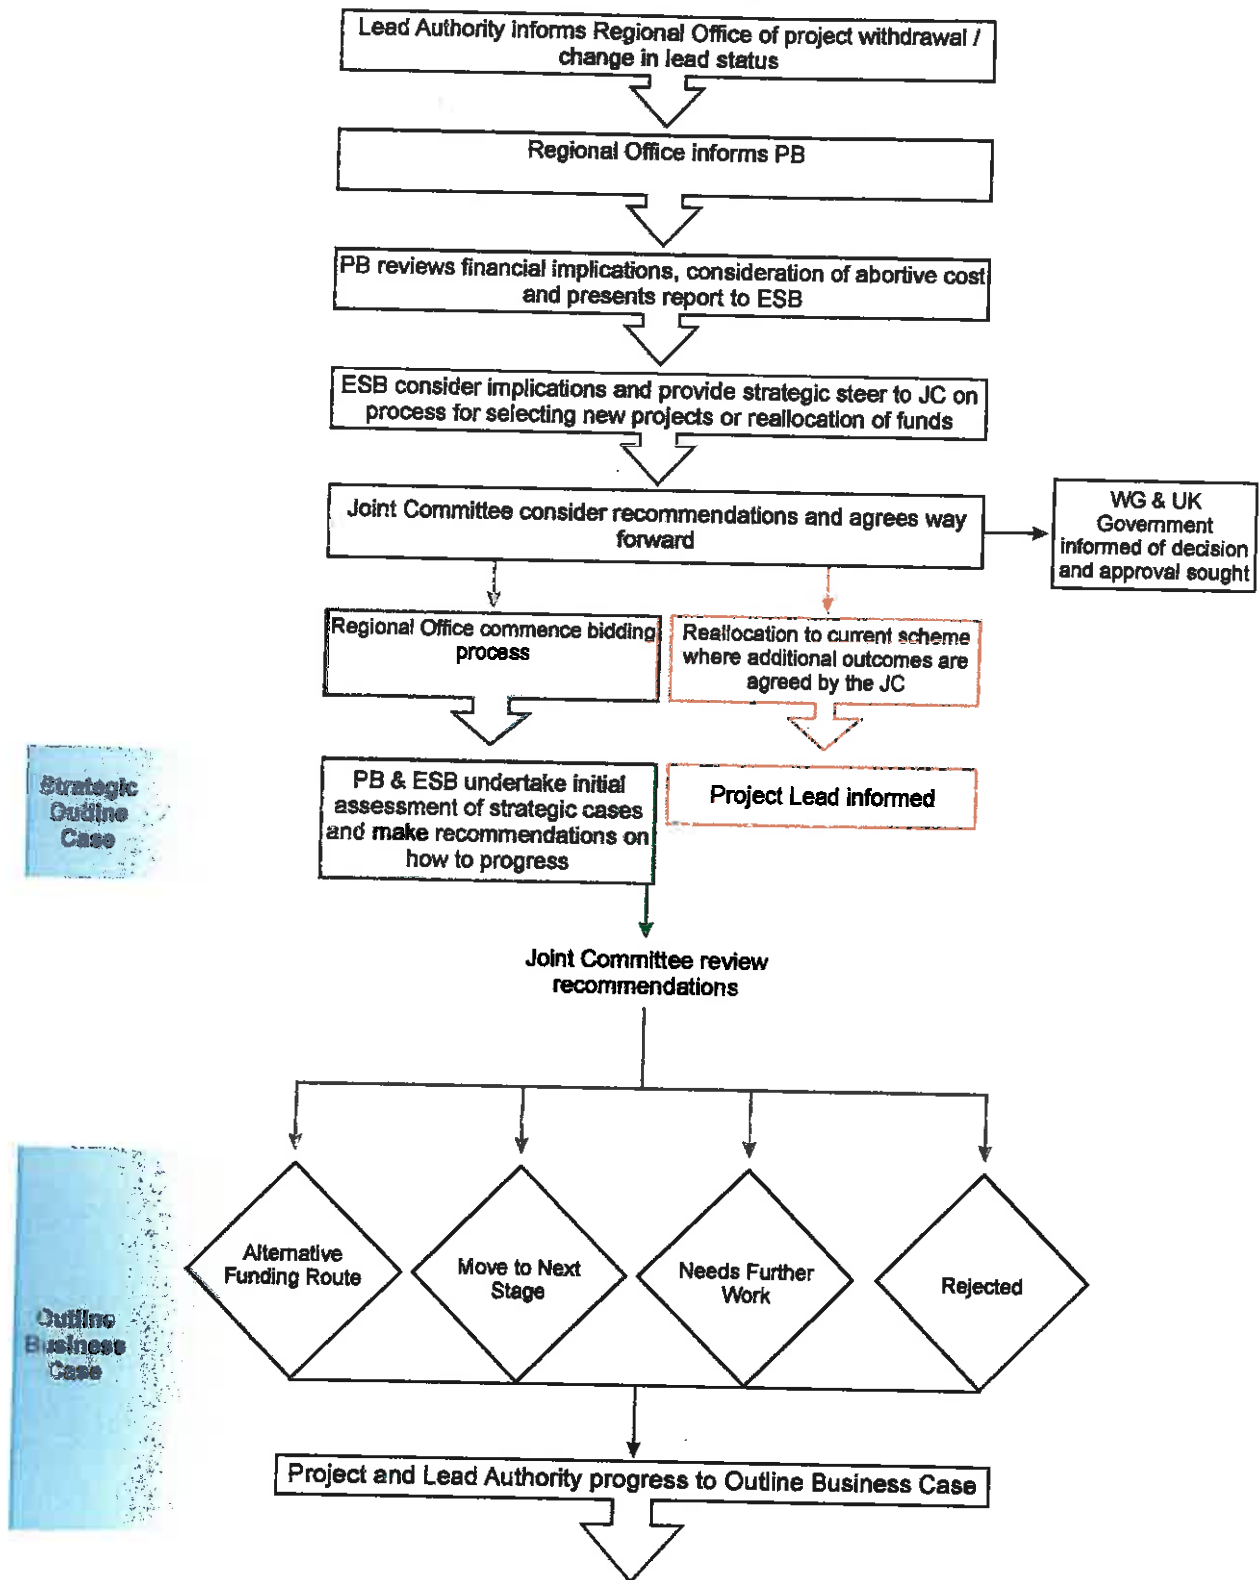 Lead Authority informs Regional Office of project withdrawal /
change in lead status
Regional Office informs PB
PB reviews financial implications, consideration of abortive cost
and presents report to ESB
ESB consider implications and provide strategic steer to JC on
process for selecting new projects or reallocation of funds
Joint Committee consider recommendations and agrees way
forward
WG & UK
Government
informed of decision
and approval sought
Regional Office commence bidding
process
Reallocation to current scheme
where additional outcomes are
agreed by the JC
Strategic
Outline
Case
PB & ESB undertake initial
assessment of strategic cases
and make recommendations on
how to progress
Project Lead informed
Joint Committee review
recommendations
Alternative
Funding Route
Move to Next
Stage
Needs Further
Work
Rejected
Outline
Business
Case
Project and Lead Authority progress to Outline Business Case